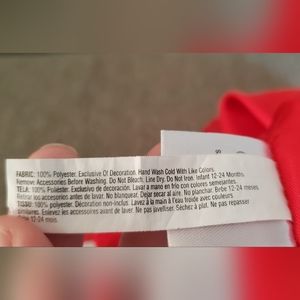 FABRIC: 100% Polyester. Exclusive Of Decoration. Hand Wash Cold With Like Colors.
Remove Accessories Before Washing. Do Not Bleach. Line Dry. Do Not Iron. Infant 12-24 Months.
TELA: 100% Poliéster. Exclusivo de decoración. Lavar a mano en frío con colores semejantes.
Retirar los accesorios antes de lavar. No blanquear. Dejar secar al aire. No planchar. Bebe 12-24 meses.
TISSU: 100% polyester. Décoration non-inclus. Lavez à la main à l'eau froide avec couleurs
similaires. Enlevez les accessoires avant de laver. Ne pas javelliser. Séchez à plat. Ne pas repasser
Bébé 12-24 mois.